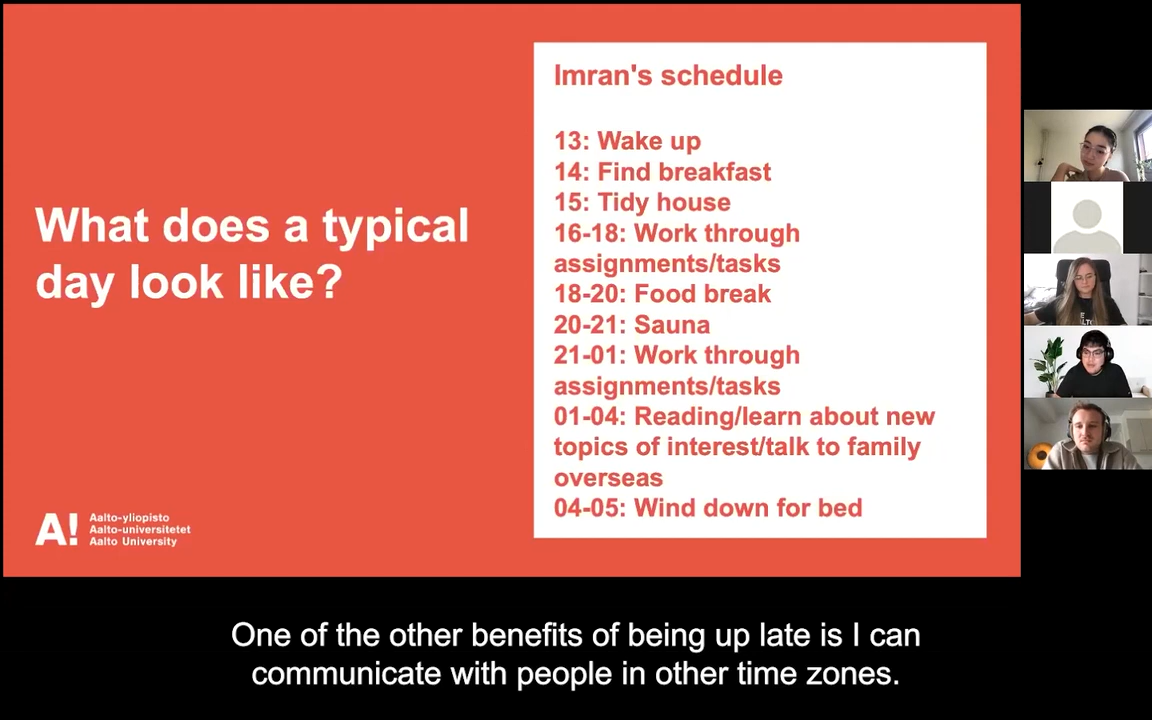 What does a typical
day look like?
Imran's schedule
13: Wake up
14: Find breakfast
15: Tidy house
16-18: Work through
assignments/tasks
18-20: Food break
20-21: Sauna
21-01: Work through
assignments/tasks
01-04: Reading/learn about new
topics of interest/talk to family
overseas
04-05: Wind down for bed
A!
Aalto-yliopisto
Aalto-universitetet
Aalto University
One of the other benefits of being up late is I can
communicate with people in other time zones.